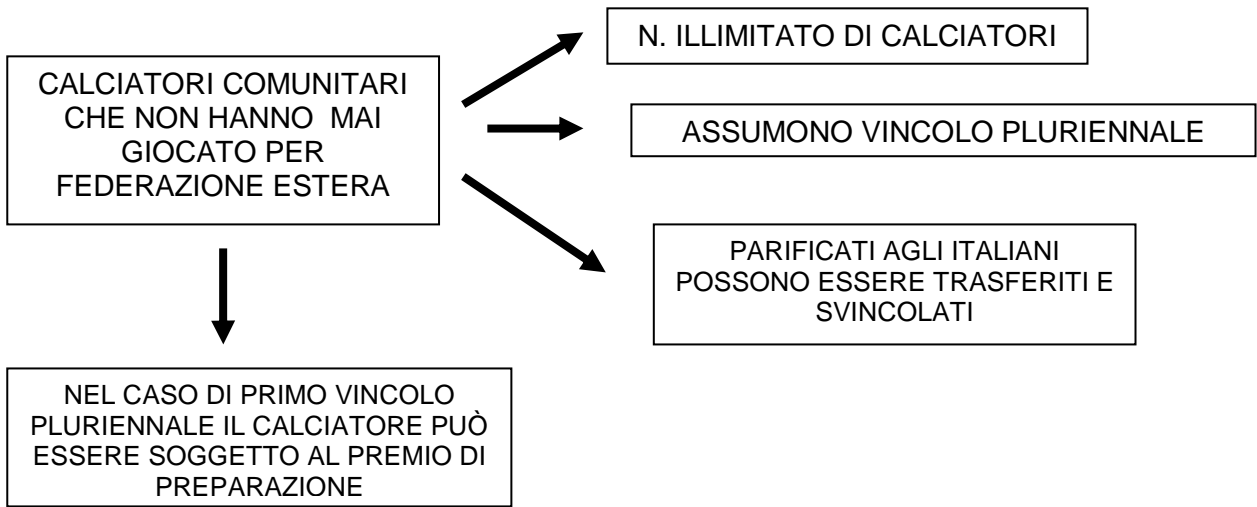 CALCIATORI COMUNITARI
CHE NON HANNO MAI
GIOCATO PER
FEDERAZIONE ESTERA
N. ILLIMITATO DI CALCIATORI
ASSUMONO VINCOLO PLURIENNALE
PARIFICATI AGLI ITALIANI
POSSONO ESSERE TRASFERITI E
SVINCOLATI
NEL CASO DI PRIMO VINCOLO
PLURIENNALE IL CALCIATORE PUÒ
ESSERE SOGGETTO AL PREMIO DI
PREPARAZIONE